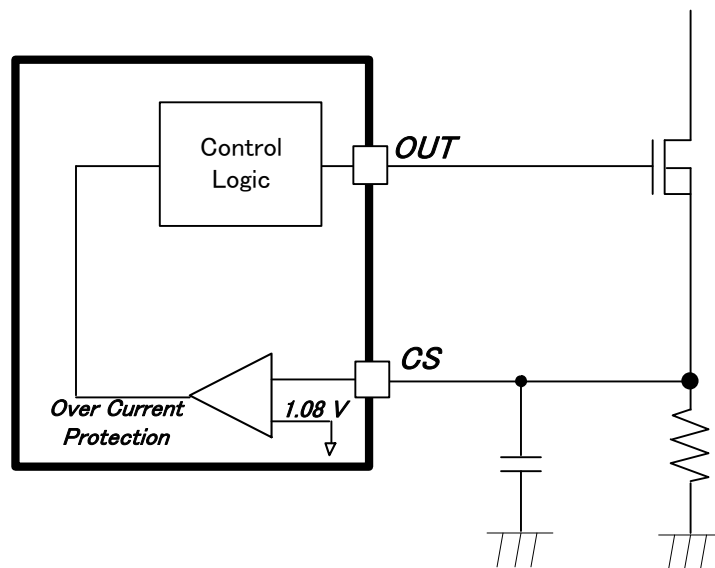 Control
Logic
OUT
CS
1.08 V
Over Current
Protection